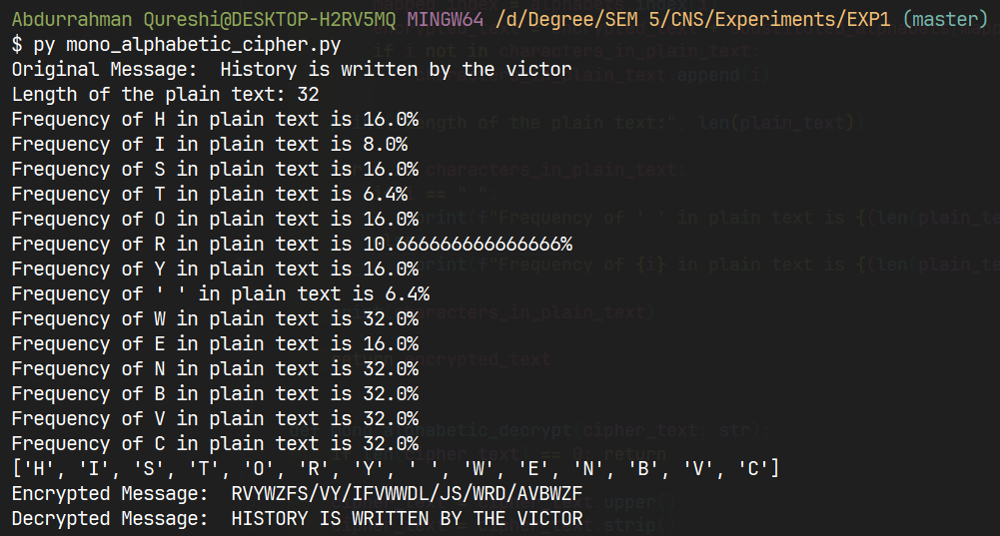 Abdurrahman Qureshi@DESKTOP-H2RV5MQ MINGW64 /d/Degree/SEM 5/CNS/Experiments/EXP1 (master)
$ py mono_alphabetic_cipher.py
Original Message:  History is written by the victor
Length of the plain text: 32
Frequency of H in plain text is 16.0%
Frequency of I in plain text is 8.0%
Frequency of S in plain text is 16.0%
Frequency of T in plain text is 6.4%
Frequency of O in plain text is 16.0%
Frequency of R in plain text is 10.666666666666666%
Frequency of Y in plain text is 16.0%
Frequency of ' ' in plain text is 6.4%
Frequency of W in plain text is 32.0%
Frequency of E in plain text is 16.0%
Frequency of N in plain text is 32.0%
Frequency of B in plain text is 32.0%
Frequency of V in plain text is 32.0%
Frequency of C in plain text is 32.0%
['H', 'I', 'S', 'T', 'O', 'R', 'Y', ' ', 'W', 'E', 'N', 'B', 'V', 'C']
Encrypted Message:  RVYWZFS/VY/IFVWWDL/JS/WRD/AVBWZF
Decrypted Message:  HISTORY IS WRITTEN BY THE VICTOR